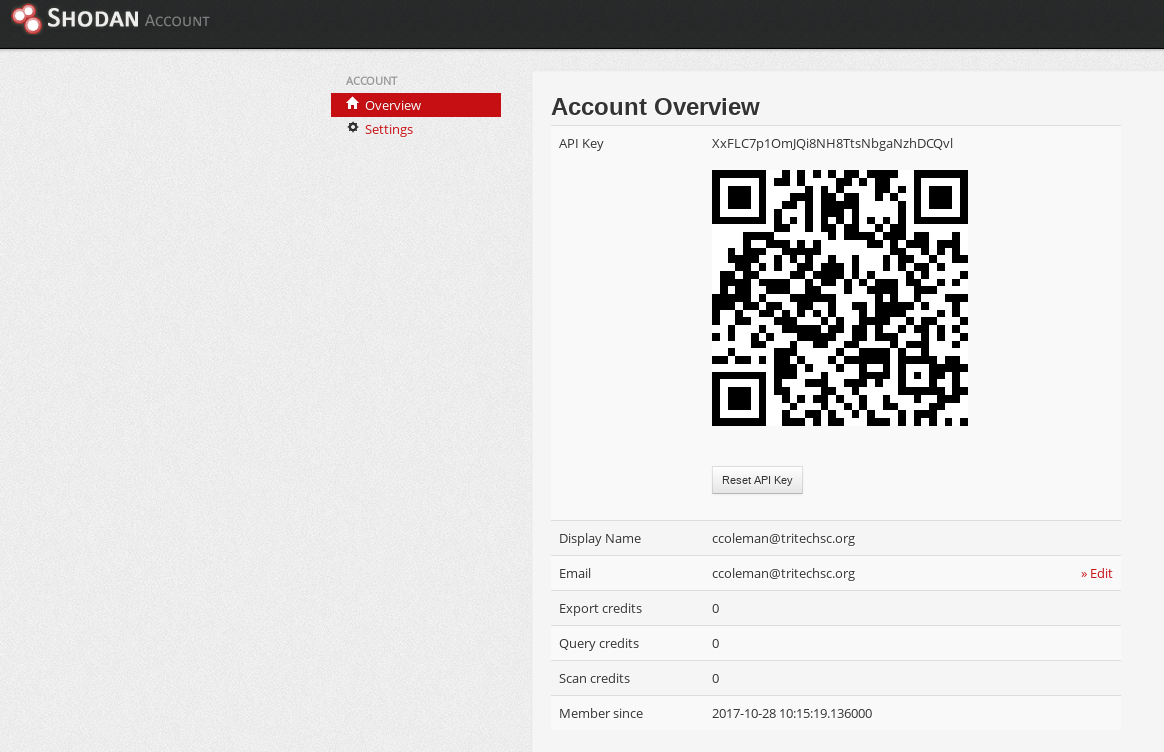 SHODAN ACCOUNT
ACCOUNT
Overview
Settings
Account Overview
API Key XxFLC7p1OmJQi8NH8TtsNbgaNzhDCQvl
Reset API Key
Display Name ccoleman@tritechsc.org
Email ccoleman@tritechsc.org » Edit
Export credits 0
Query credits 0
Scan credits 0
Member since 2017-10-28 10:15:19.136000